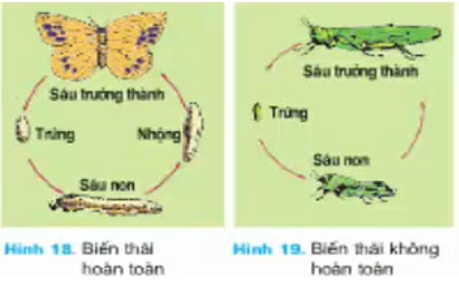 Sâu trưởng thành
Trứng
Nhộng
Sâu non
Hình 18. Biến thái
hoàn toàn
Sâu trưởng thành
Trứng
Sâu non
Hình 19. Biến thái không
hoàn toàn